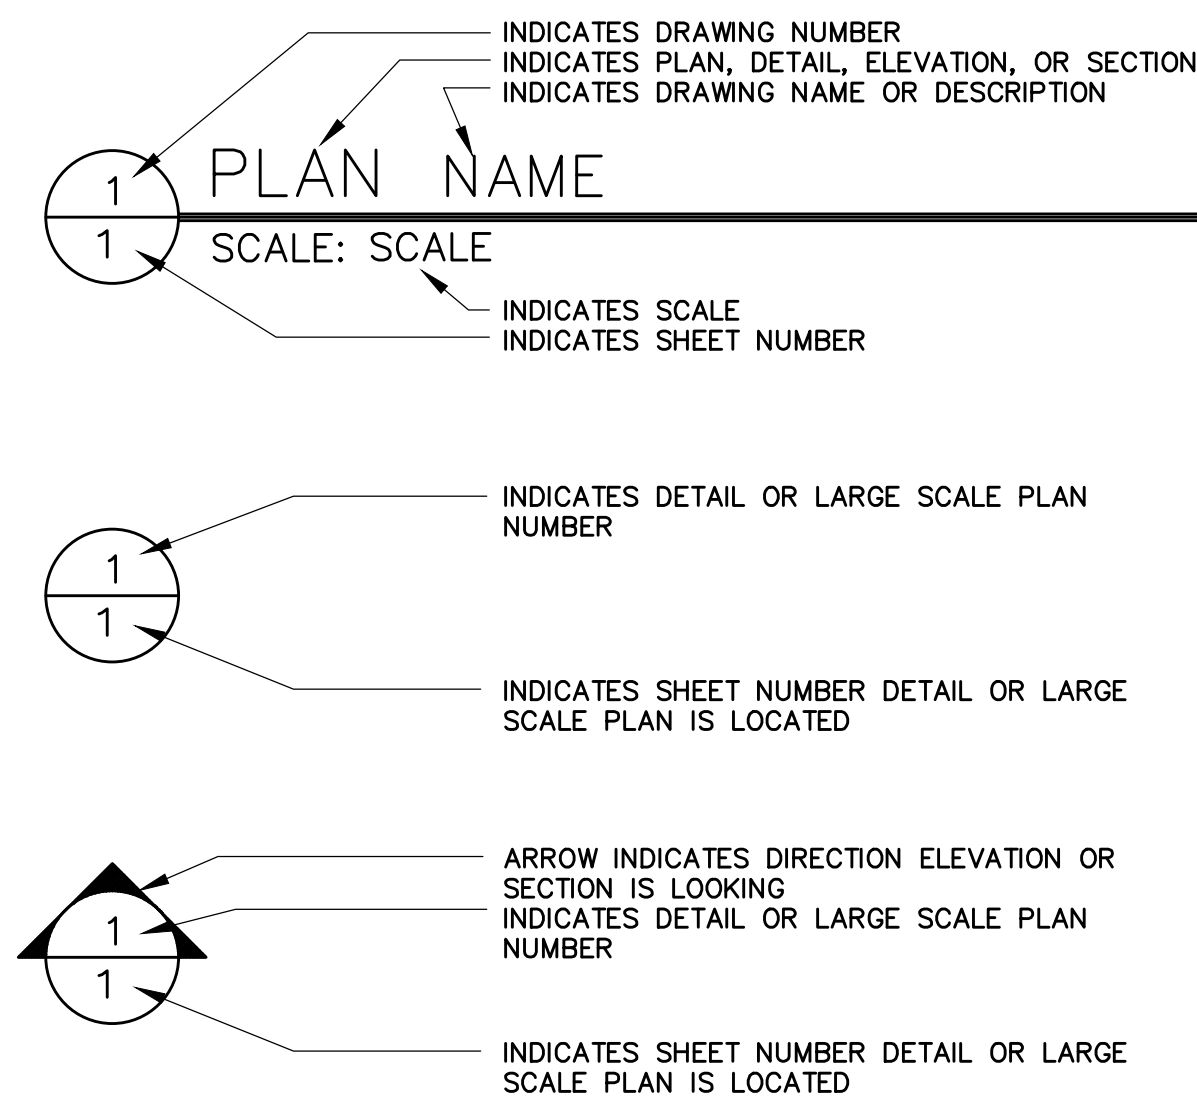 INDICATES DRAWING NUMBER
INDICATES PLAN, DETAIL, ELEVATION, OR SECTION
INDICATES DRAWING NAME OR DESCRIPTION
1
PLAN NAME
1
SCALE: SCALE
INDICATES SCALE
INDICATES SHEET NUMBER
INDICATES DETAIL OR LARGE SCALE PLAN
NUMBER
1
1
INDICATES SHEET NUMBER DETAIL OR LARGE
SCALE PLAN IS LOCATED
ARROW INDICATES DIRECTION ELEVATION OR
SECTION IS LOOKING
INDICATES DETAIL OR LARGE SCALE PLAN
NUMBER
1
1
INDICATES SHEET NUMBER DETAIL OR LARGE
SCALE PLAN IS LOCATED